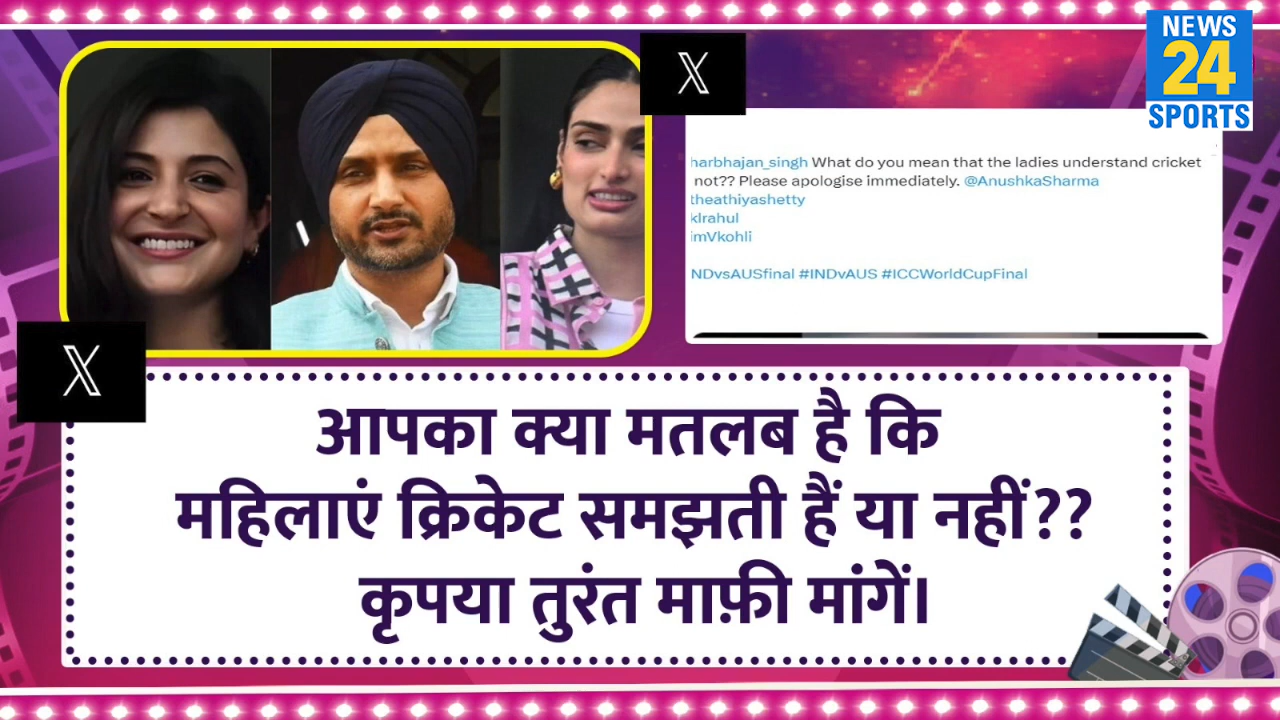 NEWS
24
SPORTS
harbhajan_singh What do you mean that the ladies understand cricket
not?? Please apologise immediately. @AnushkaSharma
theathiyashetty
klrahul
imVkohli
NDvsAUSfinal #INDvAUS #ICCWorldCupFinal
आपका क्या मतलब है कि
महिलाएं क्रिकेट समझती हैं या नहीं??
कृपया तुरंत माफ़ी मांगें।